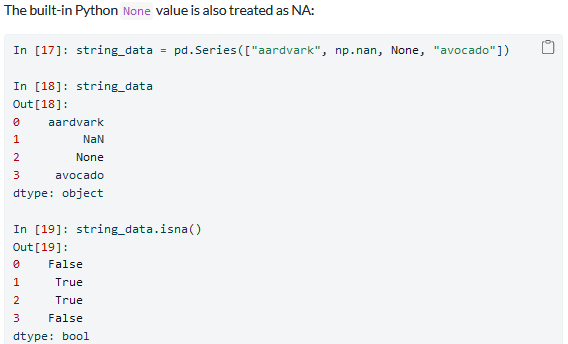 The built-in Python None value is also treated as NA:
In [17]: string_data = pd.Series(["aardvark", np.nan, None, "avocado"])
In [18]: string_data
Out[18]:
0    aardvark
1         NaN
2        None
3     avocado
dtype: object
In [19]: string_data.isna()
Out[19]:
0    False
1     True
2     True
3    False
dtype: bool